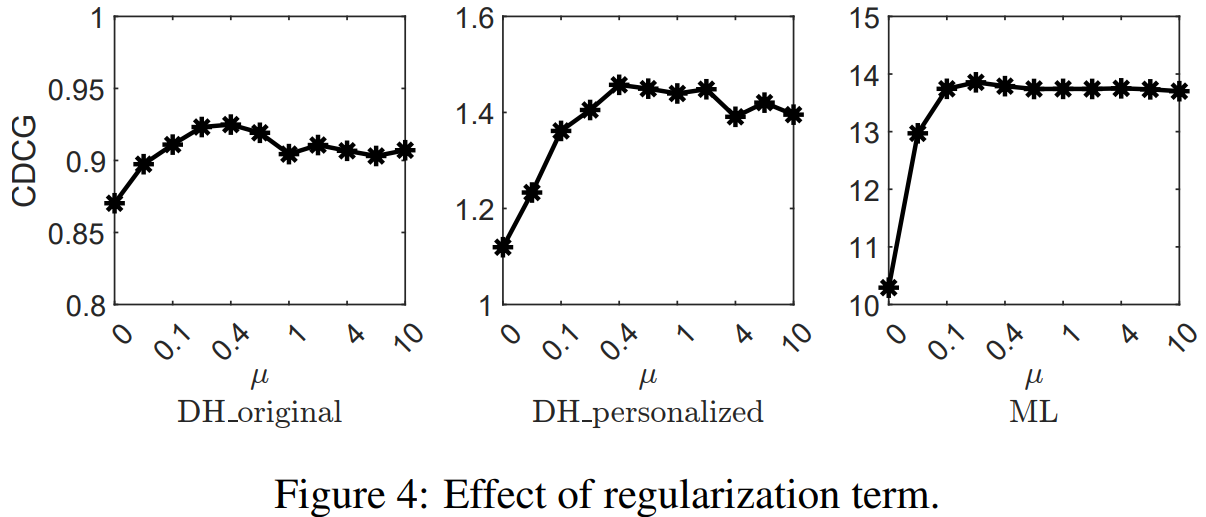 CDCG
1
0.95
0.9
0.85
0.8
0 0.1 0.4 1 4 10
μ
DH_original
1.6
1.4
1.2
1
0 0.1 0.4 1 4 10
μ
DH_personalized
15
14
13
12
11
10
0 0.1 0.4 1 4 10
μ
ML
Figure 4: Effect of regularization term.